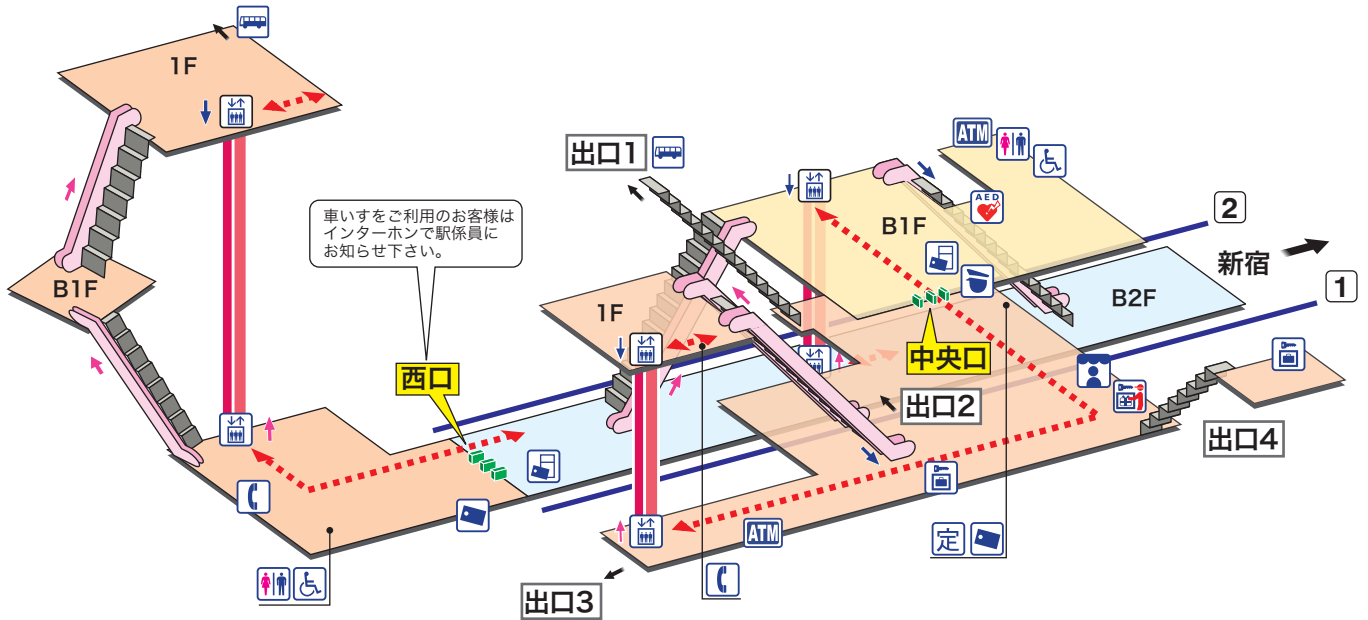 1F
B1F
車いすをご利用のお客様は
インターホンで駅係員に
お知らせ下さい。
西口
出口1
ATM
AED
B1F
2
新宿
1
B2F
1F
中央口
出口2
出口4
定
ATM
出口3